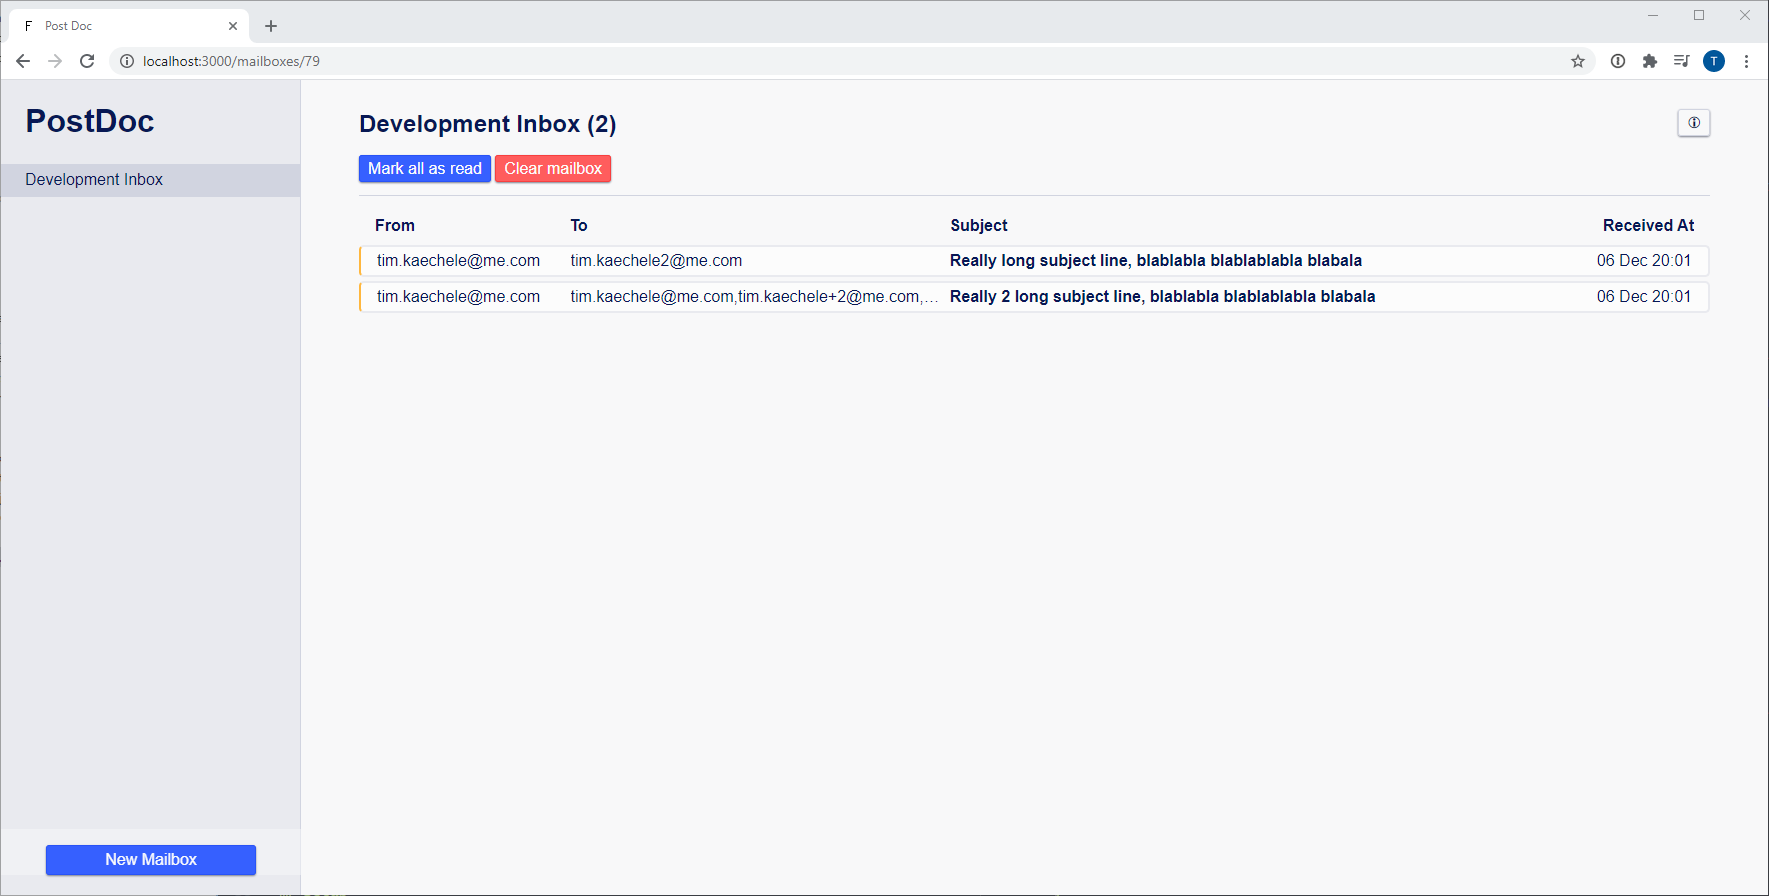 F Post Doc
localhost:3000/mailboxes/79
T
PostDoc
Development Inbox
New Mailbox
Development Inbox (2)
Mark all as read Clear mailbox
From To Subject Received At
tim.kaechele@me.com tim.kaechele2@me.com Really long subject line, blablabla blablablabla blabala 06 Dec 20:01
tim.kaechele@me.com tim.kaechele@me.com,tim.kaechele+2@me.com,... Really 2 long subject line, blablabla blablablabla blabala 06 Dec 20:01